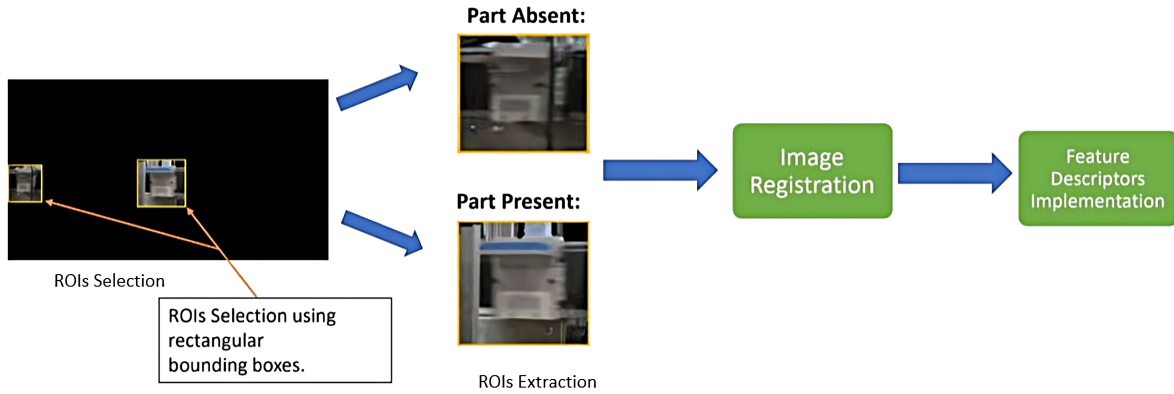 Part Absent:
ROIs Selection
ROIs Selection using
rectangular
bounding boxes.
Part Present:
ROIs Extraction
Image
Registration
Feature
Descriptors
Implementation